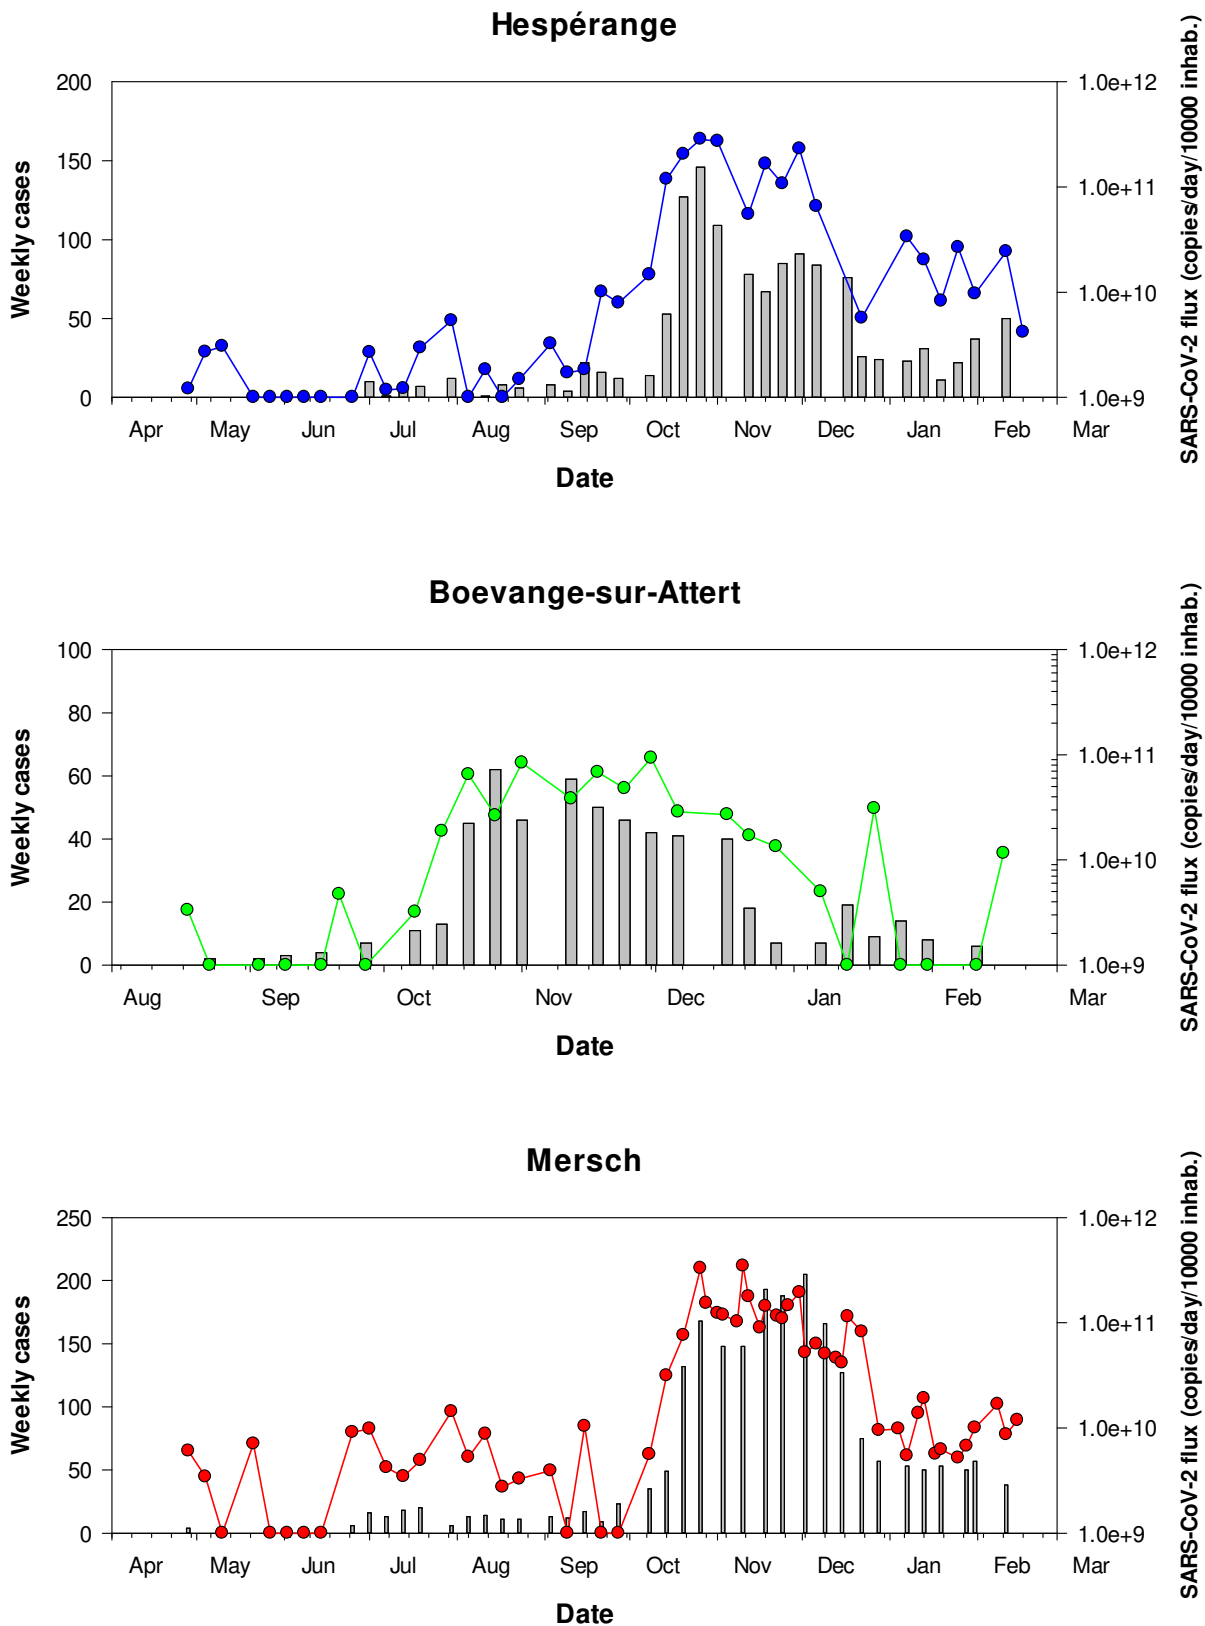 Hespérange
200
150
100
50
0
Weekly cases
1.0e+12
1.0e+11
1.0e+10
1.0e+9
SARS-CoV-2 flux (copies/day/10000 inhab.)
Apr May Jun Jul Aug Sep Oct Nov Dec Jan Feb Mar
Date
Boevange-sur-Attert
100
80
60
40
20
0
Weekly cases
1.0e+12
1.0e+11
1.0e+10
1.0e+9
SARS-CoV-2 flux (copies/day/10000 inhab.)
Aug Sep Oct Nov Dec Jan Feb Mar
Date
Mersch
250
200
150
100
50
0
Weekly cases
1.0e+12
1.0e+11
1.0e+10
1.0e+9
SARS-CoV-2 flux (copies/day/10000 inhab.)
Apr May Jun Jul Aug Sep Oct Nov Dec Jan Feb Mar
Date